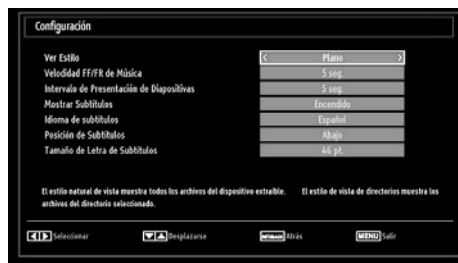 Configuración
Ver Estilo < Plano >
Velodidad FF/FR de Música 5 seg.
Intervalo de Presentación de Diapositivas 5 seg.
Mostrar Subtítulos Encendido
Idioma de subtítulos Español
Posición de Subtítulos Abajo
Tamaño de Letra de Subtítulos 46 pt.
El estilo natural de vista muestra todos los archivos del dispositivo extraíble. El estilo de vista de directorios muestra los
archivos del directorio seleccionado.
Seleccionar Desplazarse Atrás MENU Salir